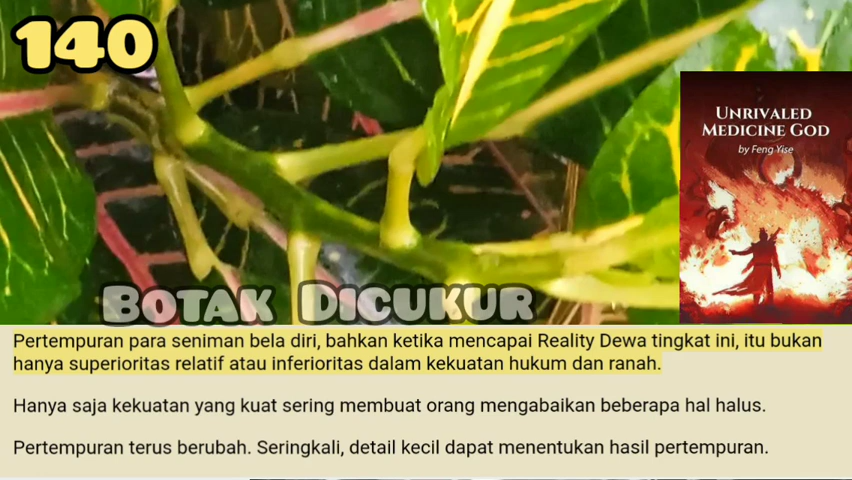 140
UNRIVALED
MEDICINE GOD
by Feng Yise
BOTAK DICUKUR
Pertempuran para seniman bela diri, bahkan ketika mencapai Reality Dewa tingkat ini, itu bukan
hanya superioritas relatif atau inferioritas dalam kekuatan hukum dan ranah.
Hanya saja kekuatan yang kuat sering membuat orang mengabaikan beberapa hal halus.
Pertempuran terus berubah. Seringkali, detail kecil dapat menentukan hasil pertempuran.